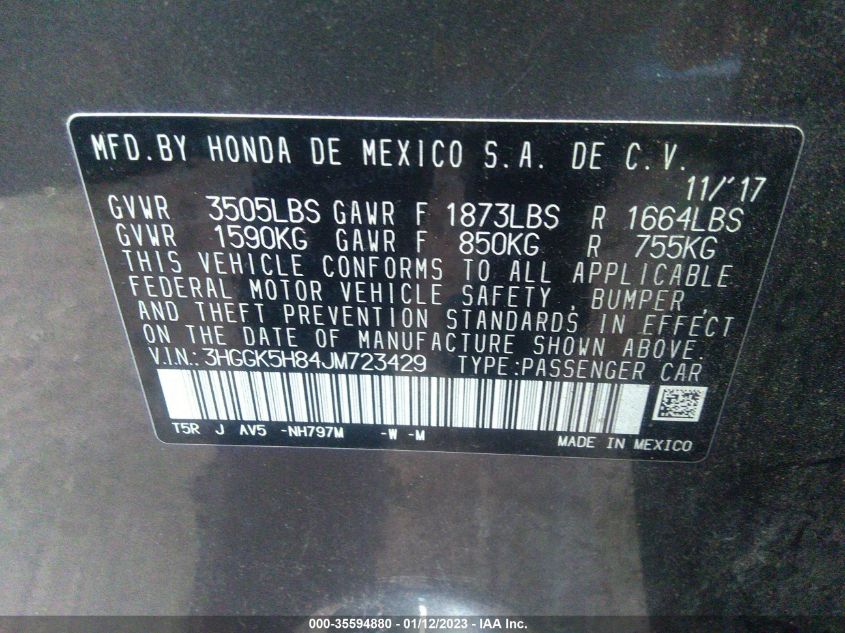 MFD.BY HONDA DE MEXICO S.A. DE C.V.
11/'17
GVWR 3505LBS GAWR F 1873LBS R 1664LBS
GVWR 1590KG GAWR F 850KG R 755KG
THIS VEHICLE CONFORMS TO ALL APPLICABLE
FEDERAL MOTOR VEHICLE SAFETY, BUMPER,
AND THEFT PREVENTION STANDARDS IN EFFECT
ON THE DATE OF MANUFACTURE SHOWN ABOVE.
V.IN.: 3HGGK5H84JM723429 TYPE:PASSENGER CAR
T5R J AV5 -NH797M -W -M
MADE IN MEXICO
000-35594880 - 01/12/2023 - IAA Inc.